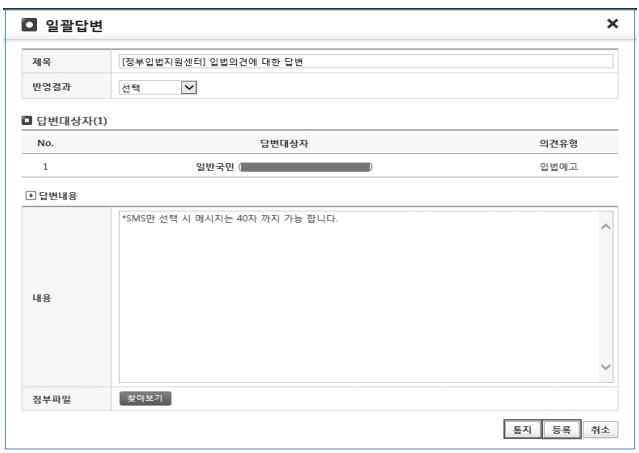 일괄답변
제목 [정부입법지원센터] 입법의견에 대한 답변
반영결과 선택
답변대상자(1)
No. 답변대상자 의견유형
1 일반국민 ( ) 입법예고
답변내용
내용 *SMS만 선택 시 메시지는 40자 까지 가능 합니다.
첨부파일 찾아보기
통지 등록 취소